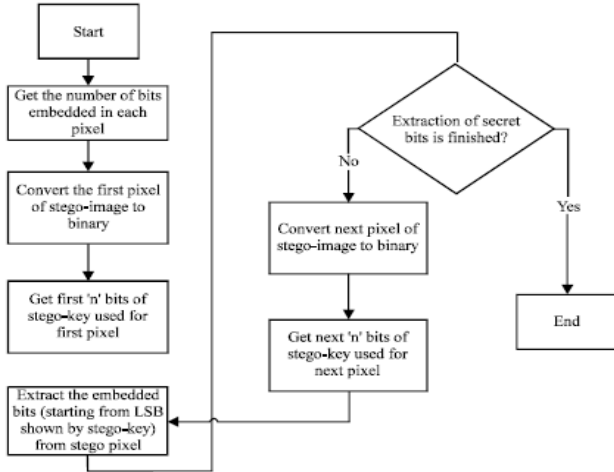 Start
Get the number of bits
embedded in each
pixel
Convert the first pixel
of stego-image to
binary
Get first 'n' bits of
stego-key used for
first pixel
Extract the embedded
bits (starting from LSB
shown by stego-key)
from stego pixel
Extraction of secret
bits is finished?
No
Yes
Convert next pixel of
stego-image to binary
Get next 'n' bits of
stego-key used for
next pixel
End